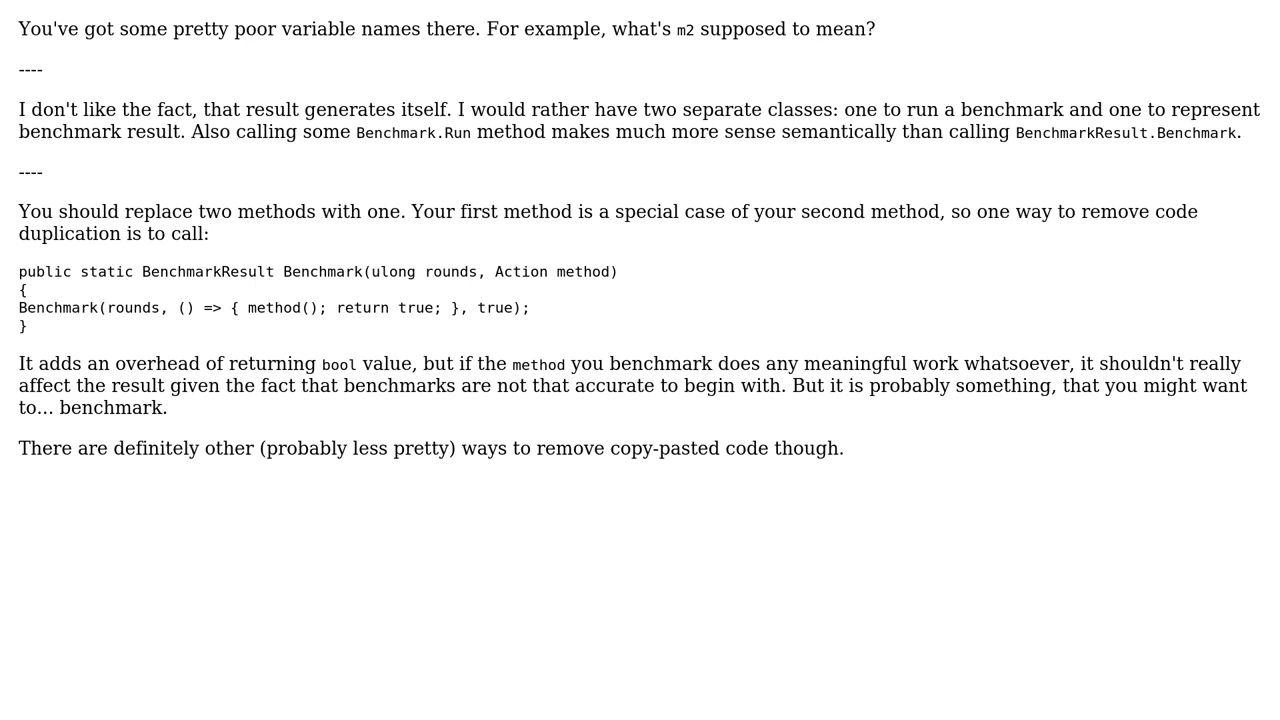 You've got some pretty poor variable names there. For example, what's m2 supposed to mean?
----
I don't like the fact, that result generates itself. I would rather have two separate classes: one to run a benchmark and one to represent
benchmark result. Also calling some Benchmark.Run method makes much more sense semantically than calling BenchmarkResult.Benchmark.
----
You should replace two methods with one. Your first method is a special case of your second method, so one way to remove code
duplication is to call:
public static BenchmarkResult Benchmark(ulong rounds, Action method)
{
Benchmark(rounds, () => { method(); return true; }, true);
}
It adds an overhead of returning bool value, but if the method you benchmark does any meaningful work whatsoever, it shouldn't really
affect the result given the fact that benchmarks are not that accurate to begin with. But it is probably something, that you might want
to... benchmark.
There are definitely other (probably less pretty) ways to remove copy-pasted code though.